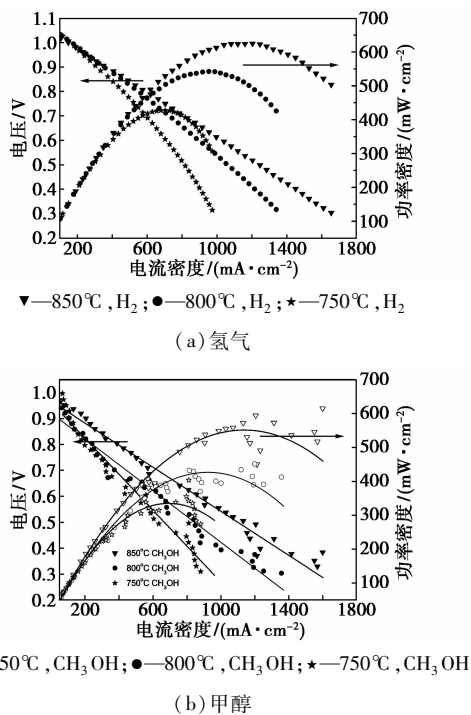 1.1
1.0
0.9
0.8
0.7
0.6
0.5
0.4
0.3
0.2
电压/V
700
600
500
400
300
200
100
功率密度/(mW·cm⁻²)
200 600 1000 1400 1800
电流密度/(mA·cm⁻²)
▼—850℃,H₂;●—800℃,H₂;★—750℃,H₂
(a)氢气
1.0
0.9
0.8
0.7
0.6
0.5
0.4
0.3
0.2
电压/V
700
600
500
400
300
200
100
功率密度/(mW·cm⁻²)
▼ 850℃ CH₃OH
● 800℃ CH₃OH
★ 750℃ CH₃OH
200 600 1000 1400 1800
电流密度/(mA·cm⁻²)
50℃,CH₃OH;●—800℃,CH₃OH;★—750℃,CH₃OH
(b)甲醇